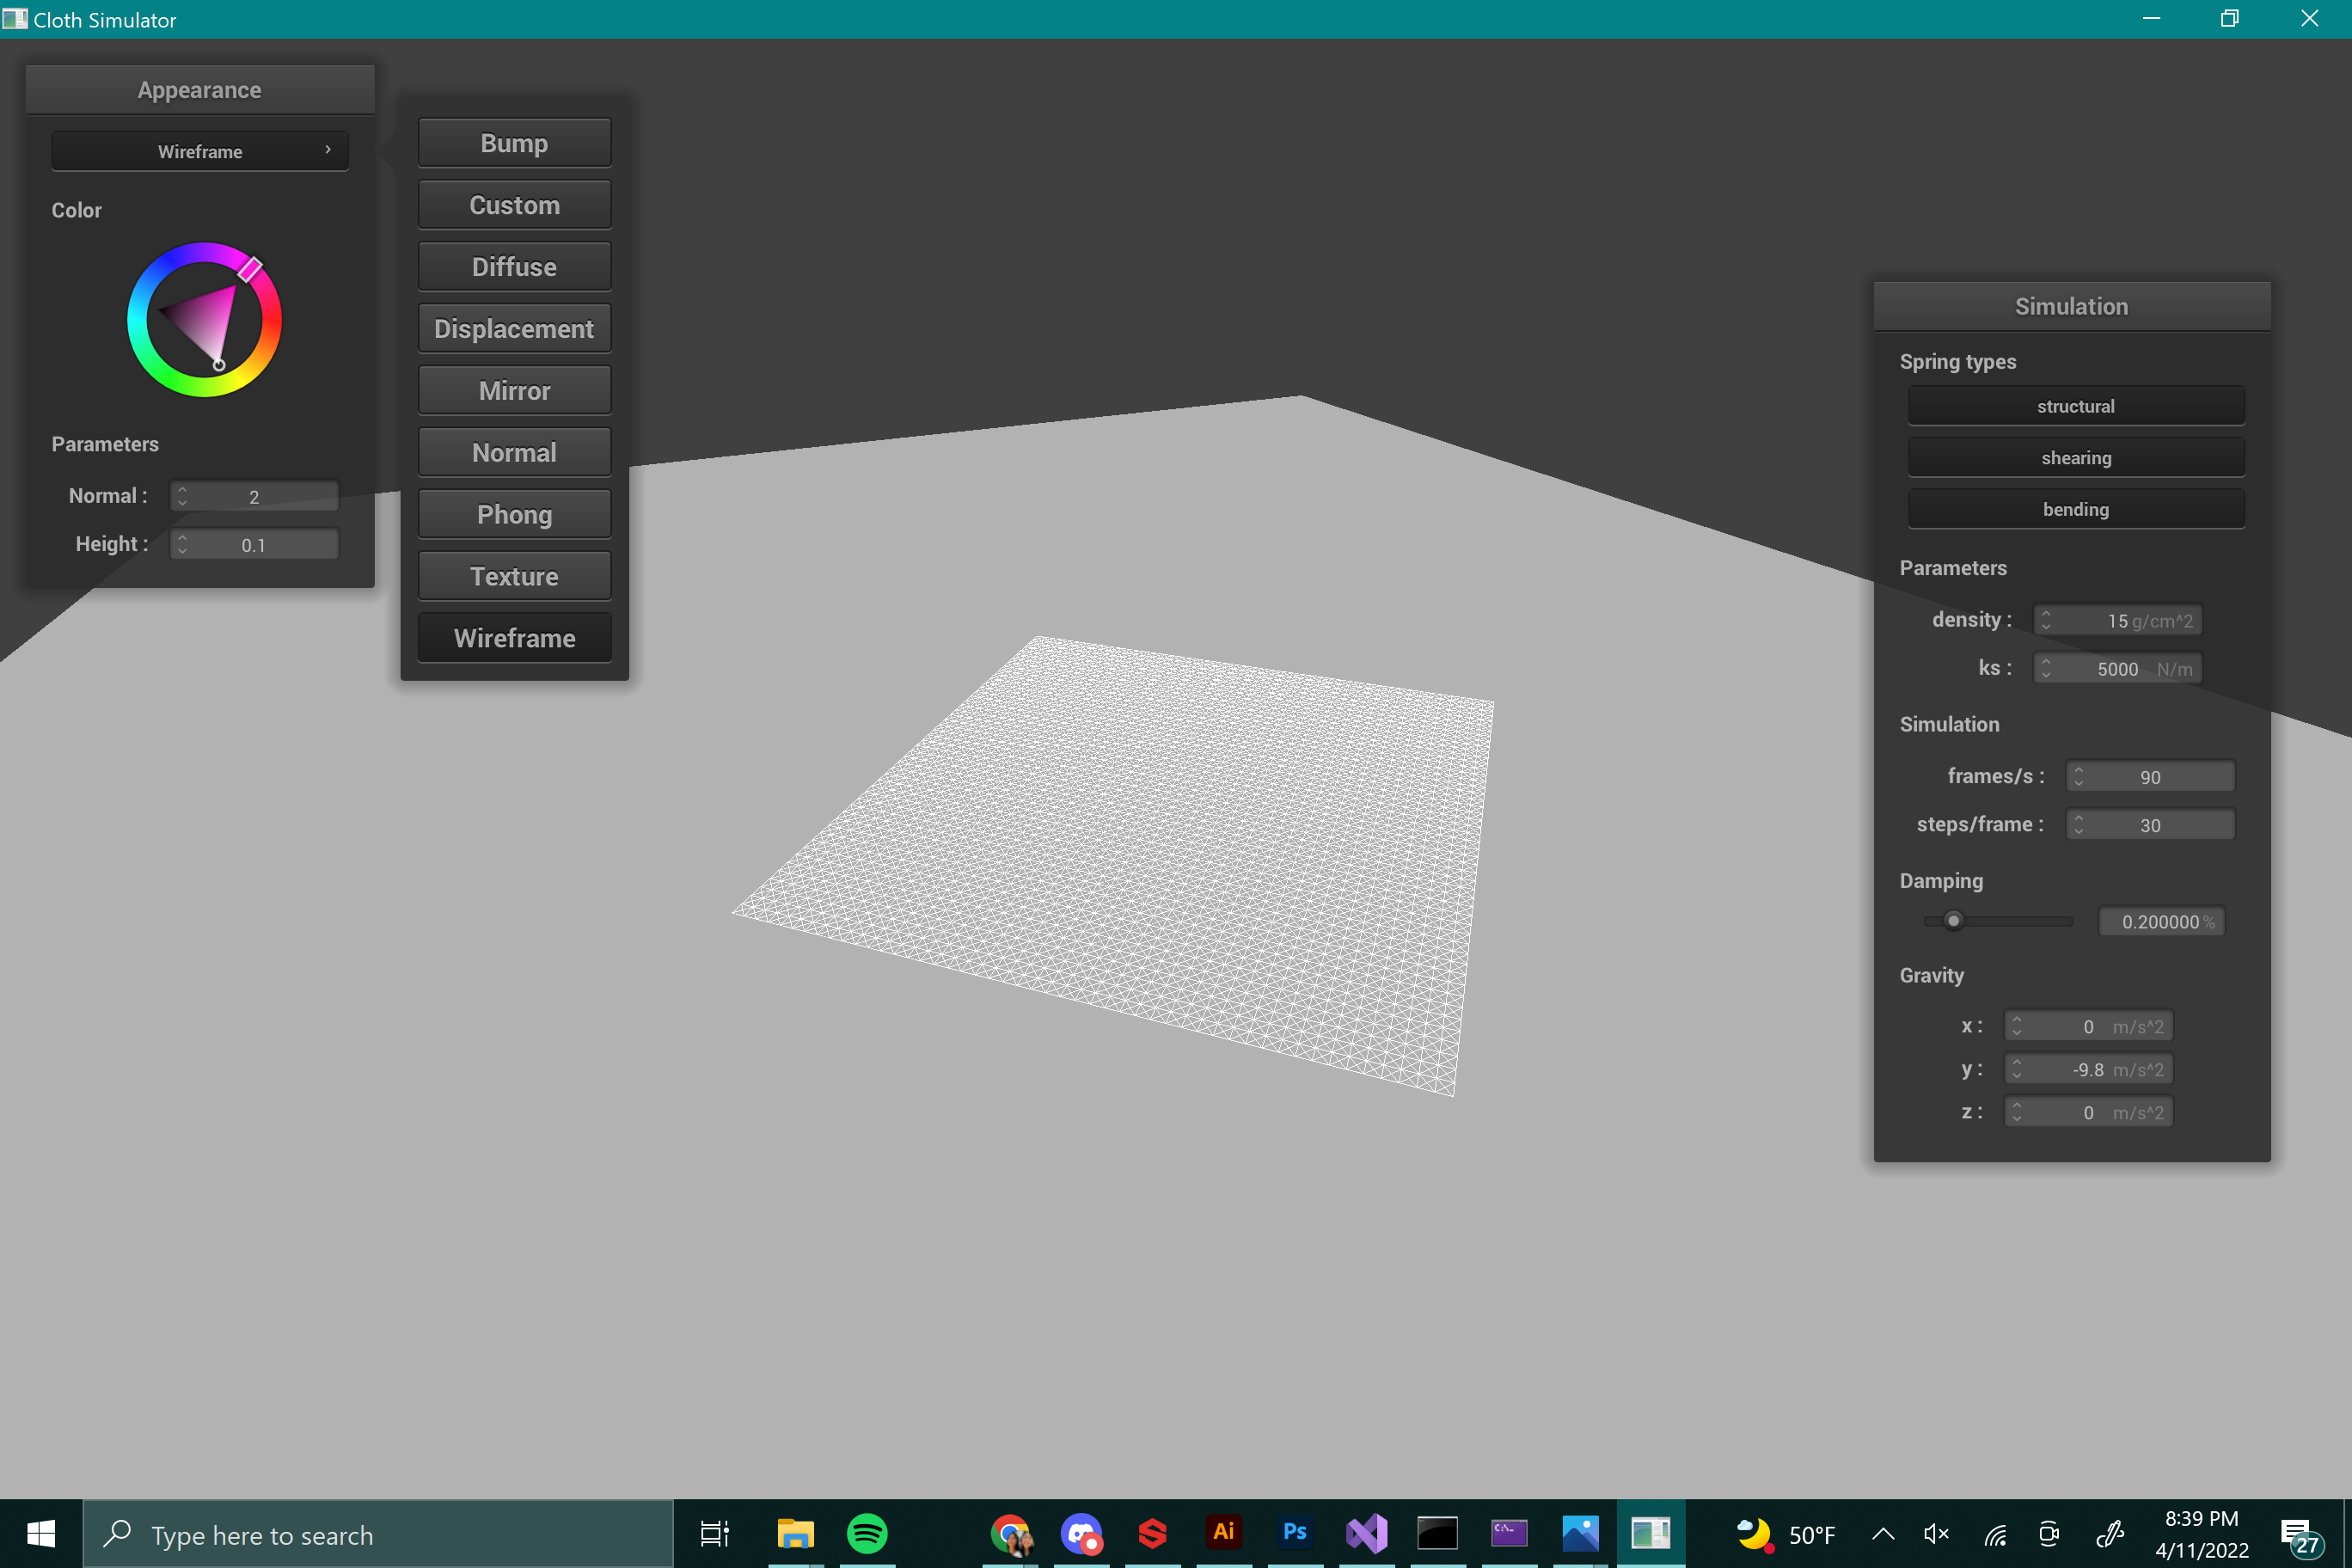 Cloth Simulator
Appearance
Wireframe
Color
Parameters
Normal : 2
Height : 0.1
Bump
Custom
Diffuse
Displacement
Mirror
Normal
Phong
Texture
Wireframe
Simulation
Spring types
structural
shearing
bending
Parameters
density : 15 g/cm^2
ks : 5000 N/m
Simulation
frames/s : 90
steps/frame : 30
Damping
0.200000 %
Gravity
x : 0 m/s^2
y : -9.8 m/s^2
z : 0 m/s^2
Type here to search
Ai
Ps
C:\_
50°F
8:39 PM
4/11/2022
27